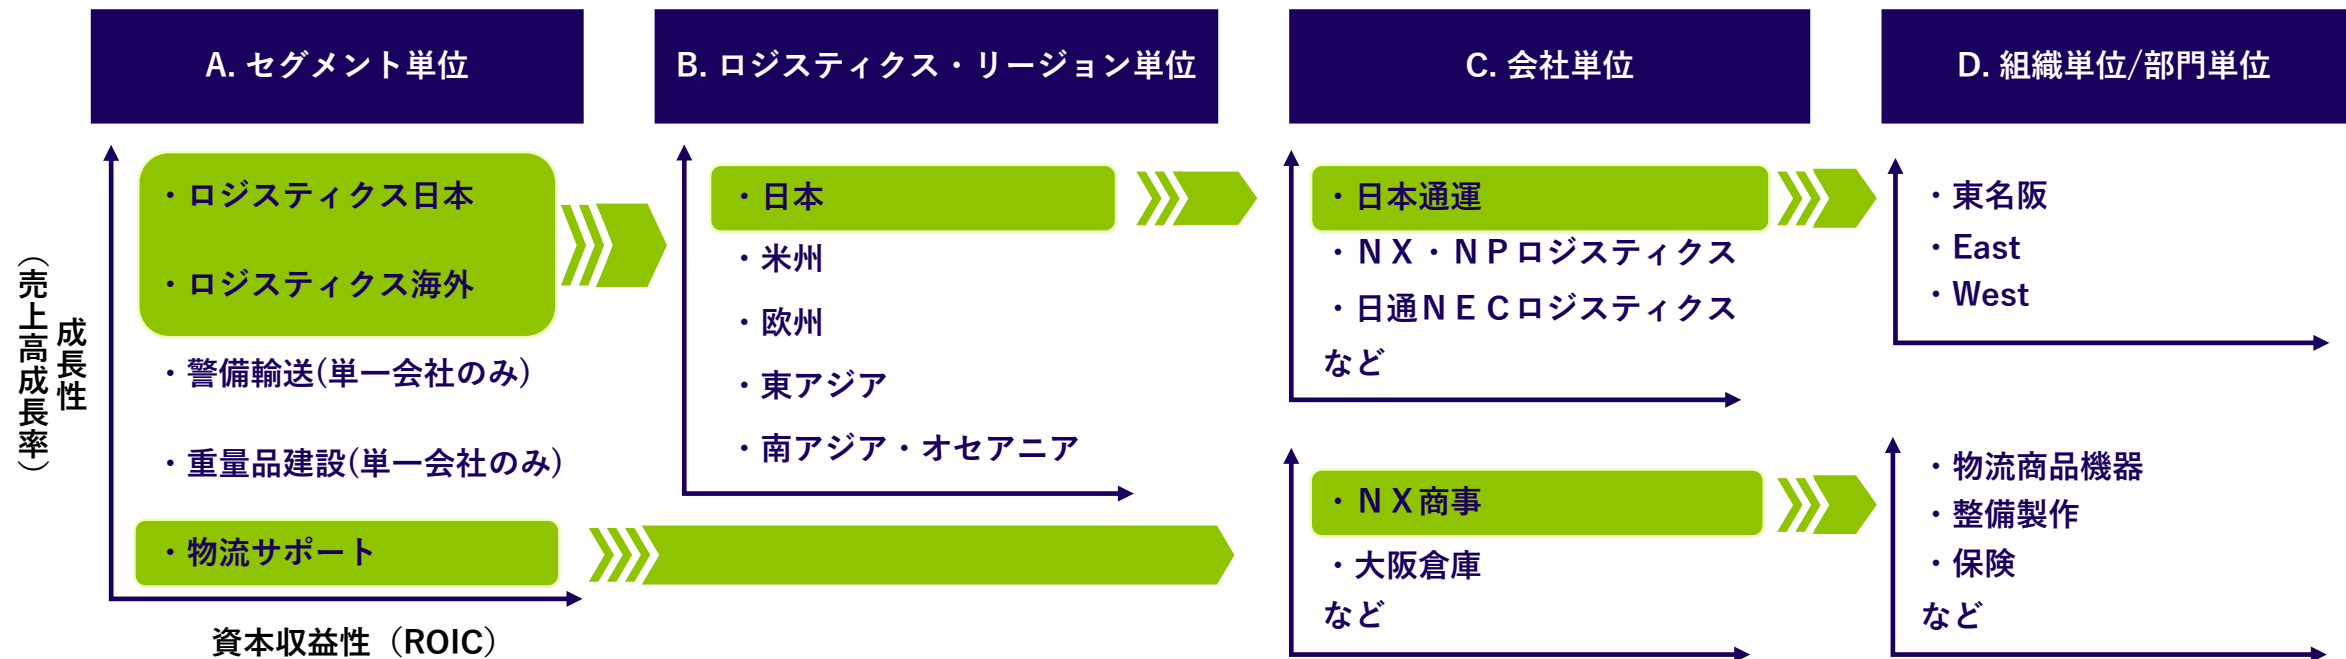 A. セグメント単位
B. ロジスティクス・リージョン単位
C. 会社単位
D. 組織単位/部門単位
成長性
（売上高成長率）
・ロジスティクス日本
・ロジスティクス海外
・警備輸送(単一会社のみ)
・重量品建設(単一会社のみ)
・物流サポート
資本収益性（ROIC）
・日本
・米州
・欧州
・東アジア
・南アジア・オセアニア
・日本通運
・ＮＸ・ＮＰロジスティクス
・日通ＮＥＣロジスティクス
など
・ＮＸ商事
・大阪倉庫
など
・東名阪
・East
・West
・物流商品機器
・整備製作
・保険
など